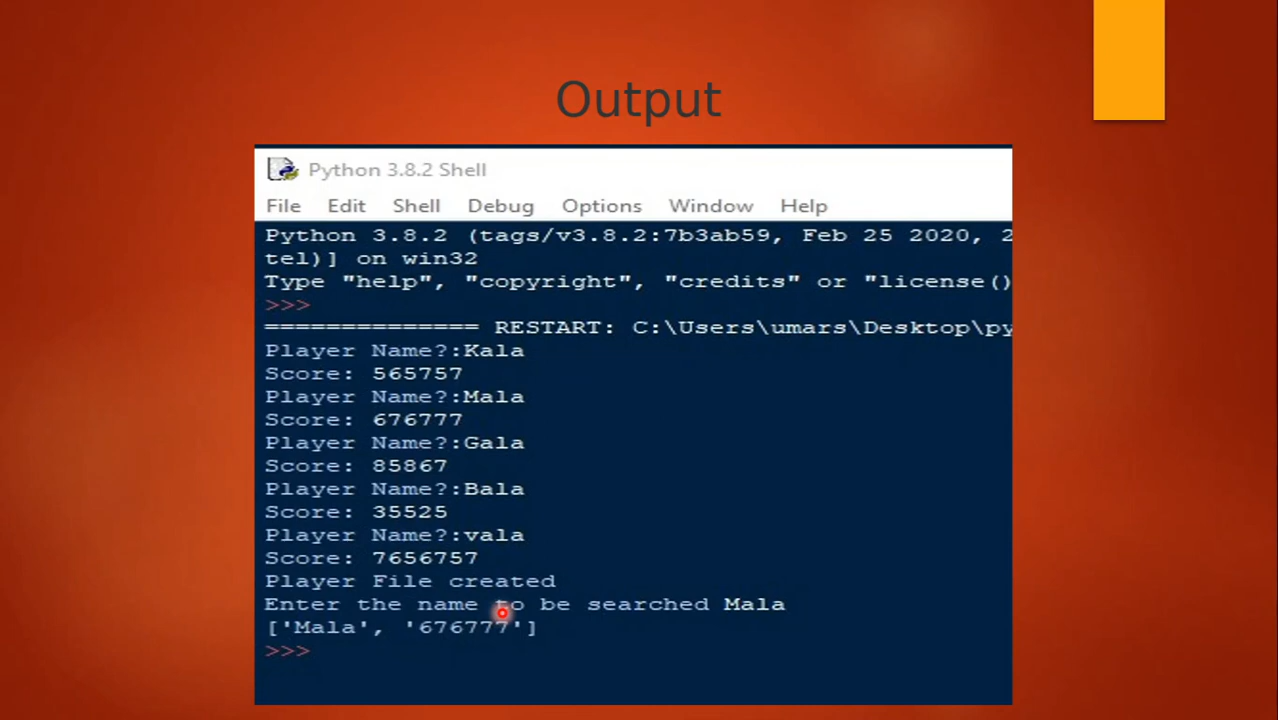 Output
Python 3.8.2 Shell
File Edit Shell Debug Options Window Help
Python 3.8.2 (tags/v3.8.2:7b3ab59, Feb 25 2020, 2
tel)] on win32
Type "help", "copyright", "credits" or "license()
>>>
============== RESTART: C:\Users\umars\Desktop\py
Player Name?:Kala
Score: 565757
Player Name?:Mala
Score: 676777
Player Name?:Gala
Score: 85867
Player Name?:Bala
Score: 35525
Player Name?:vala
Score: 7656757
Player File created
Enter the name to be searched Mala
['Mala', '676777']
>>>